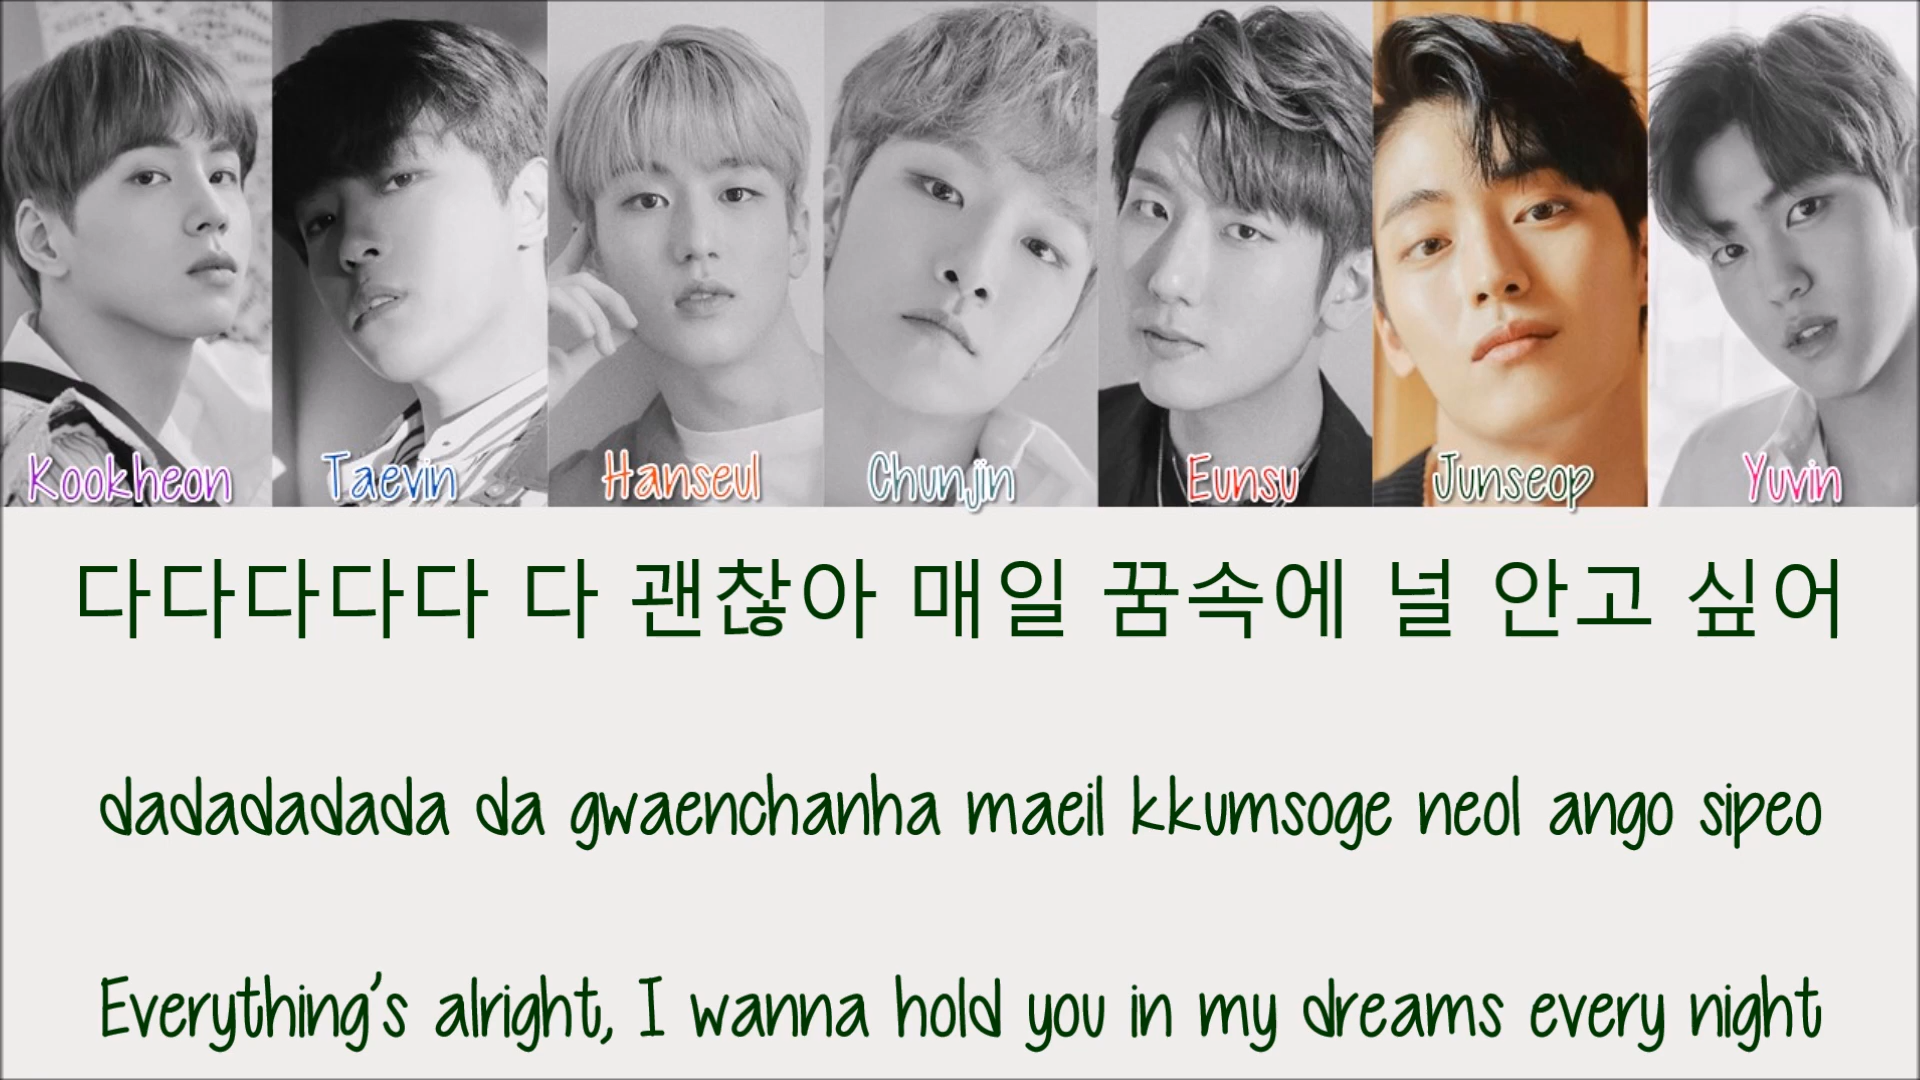 Kookheon Taevin Hanseul Chunjin Eunsu Junseop Yuvin
다다다다다 다 괜찮아 매일 꿈속에 널 안고 싶어
dadadadada da gwaenchanha maeil kkumsoge neol ango sipeo
Everything's alright, I wanna hold you in my dreams every night